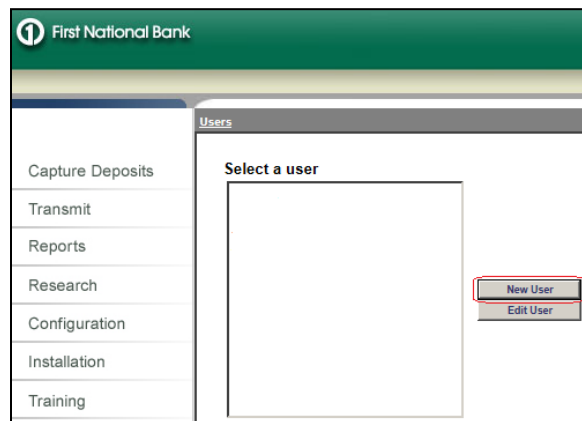 First National Bank
Users
Capture Deposits
Transmit
Reports
Research
Configuration
Installation
Training
Select a user
New User
Edit User